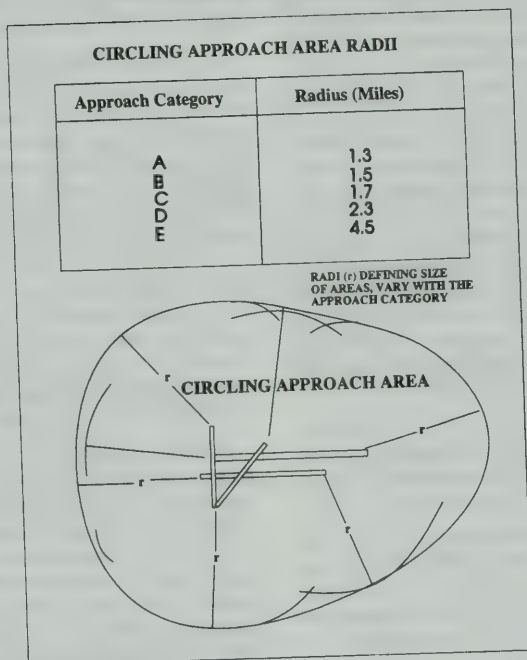 CIRCLING APPROACH AREA RADII
Approach Category Radius (Miles)
A 1.3
B 1.5
C 1.7
D 2.3
E 4.5
RADI (r) DEFINING SIZE
OF AREAS, VARY WITH THE
APPROACH CATEGORY
r
CIRCLING APPROACH AREA
r
r
r
r